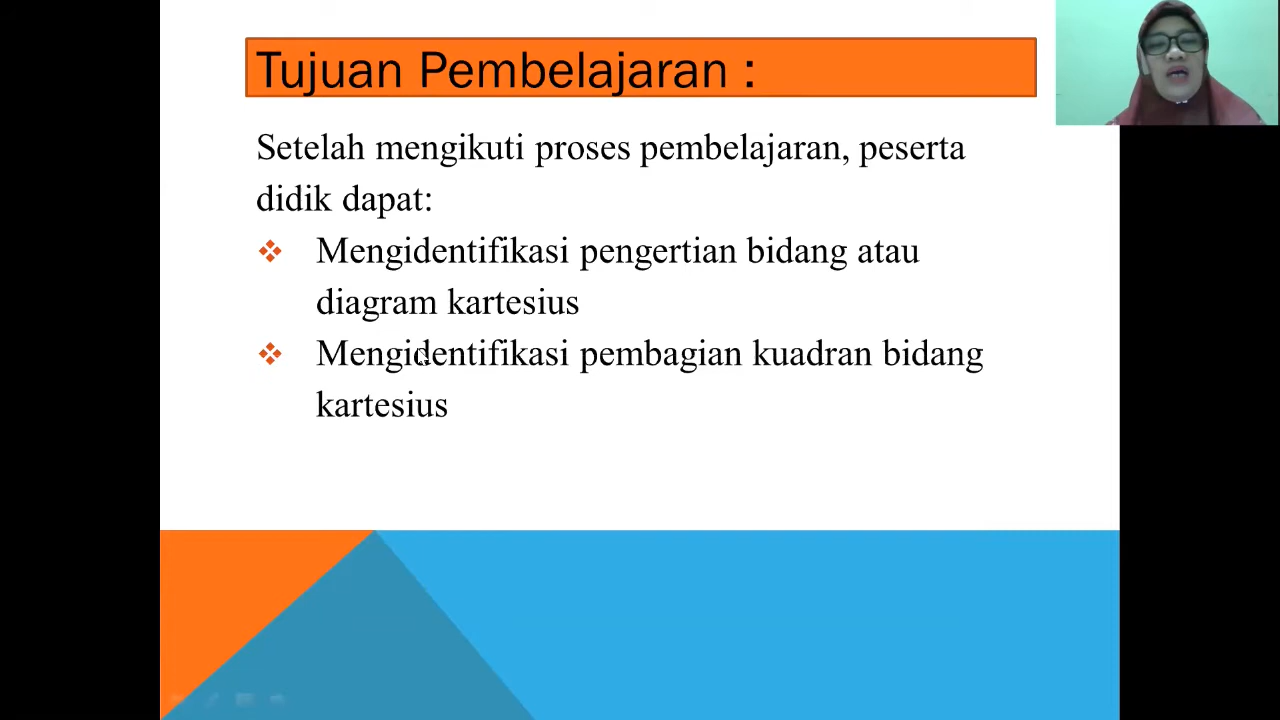 Tujuan Pembelajaran :
Setelah mengikuti proses pembelajaran, peserta
didik dapat:
Mengidentifikasi pengertian bidang atau
diagram kartesius
Mengidentifikasi pembagian kuadran bidang
kartesius